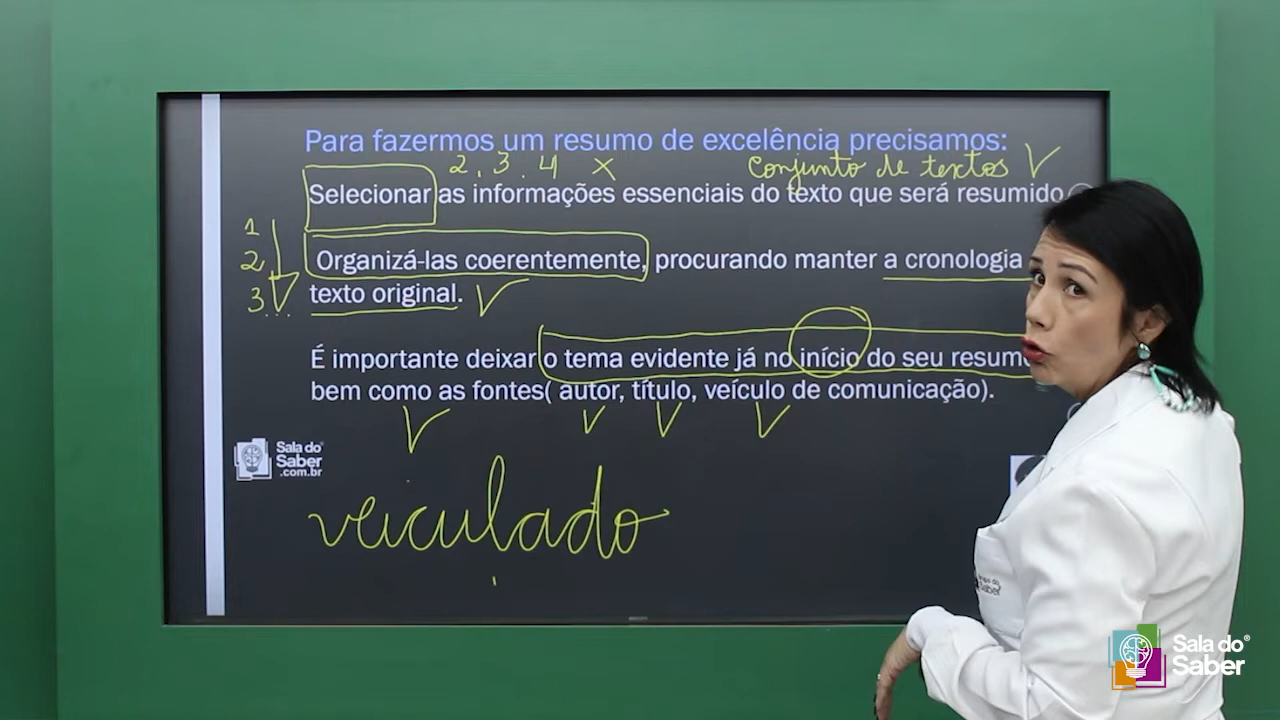 Para fazermos um resumo de excelência precisamos:
2. 3. 4 X conjunto de textos V
Selecionar as informações essenciais do texto que será resumido
1
2. Organizá-las coerentemente, procurando manter a cronologia
3... texto original. V
É importante deixar o tema evidente já no início do seu resum
bem como as fontes( autor, título, veículo de comunicação).
V V V V
Sala do
Saber
.com.br
veiculado
Saber
Sala do®
Saber